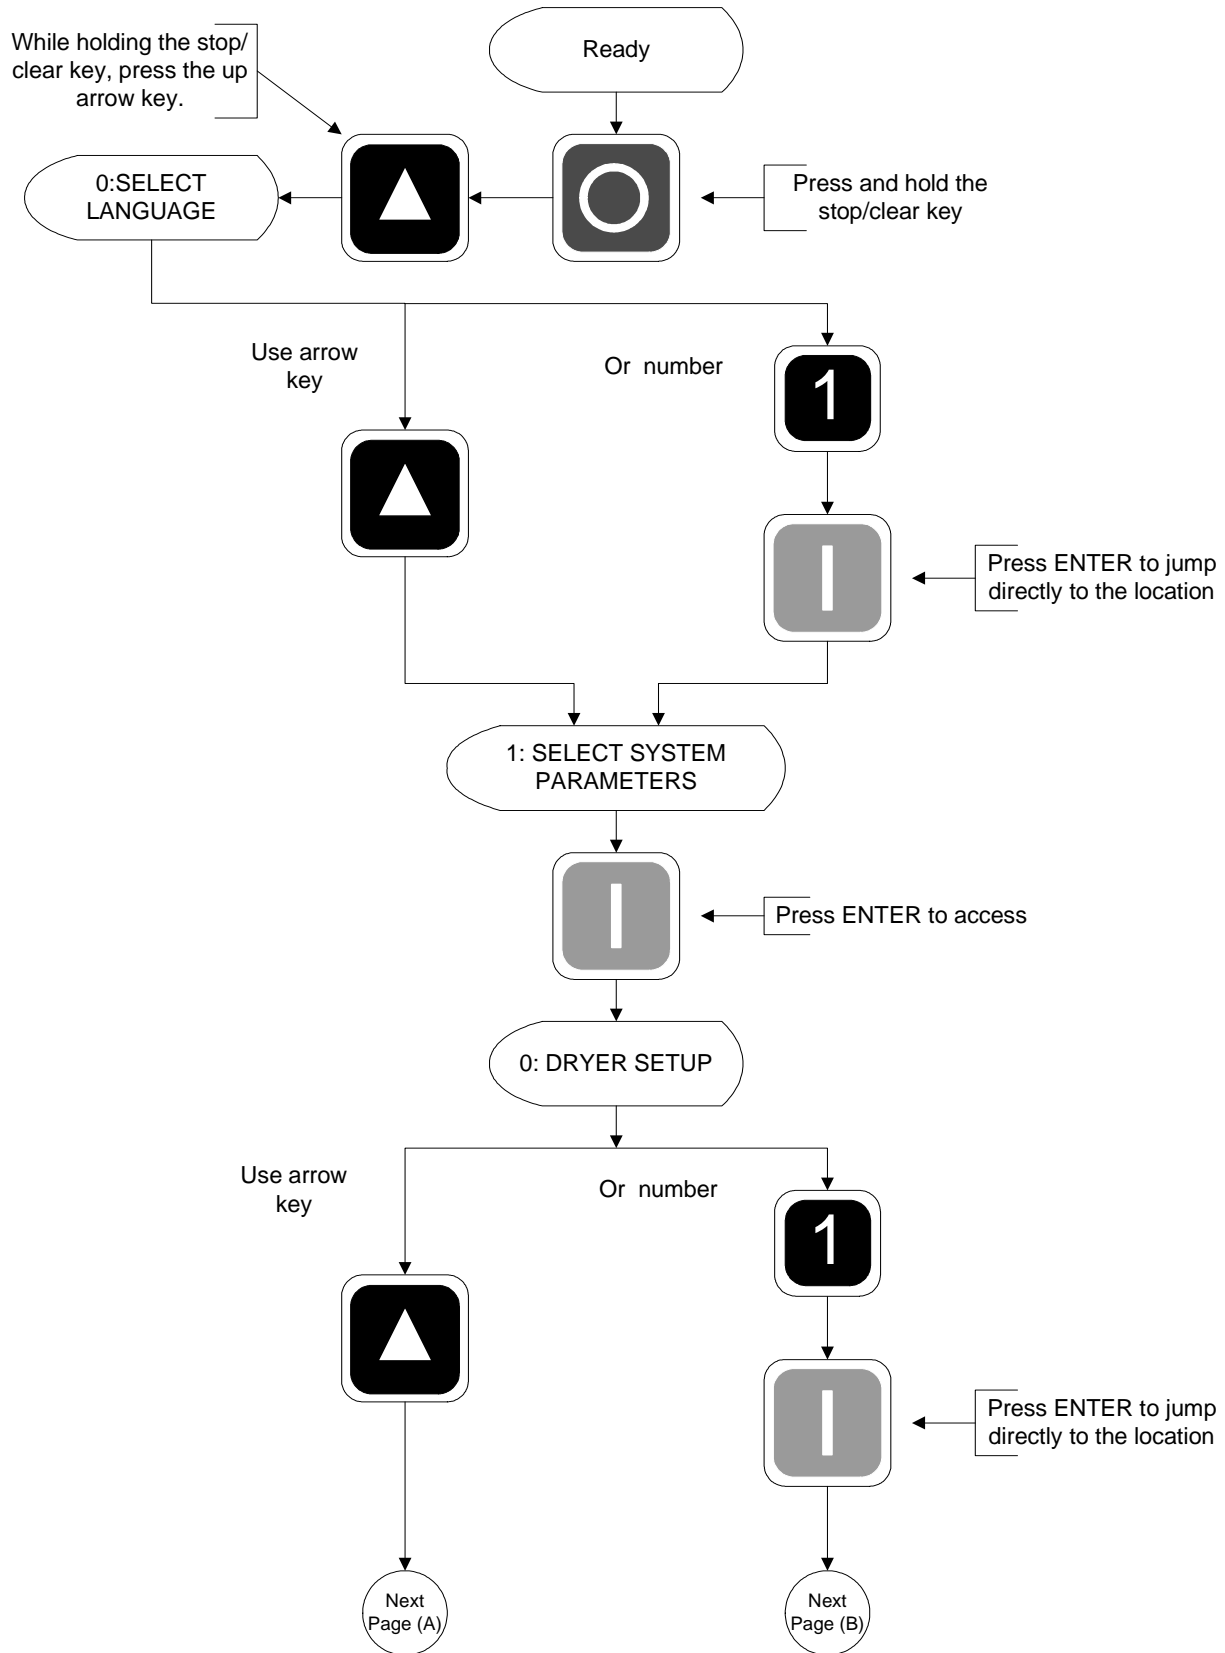 While holding the stop/
clear key, press the up
arrow key.
Ready
0:SELECT
LANGUAGE
Press and hold the
stop/clear key
Use arrow
key
Or number
1
Press ENTER to jump
directly to the location
1: SELECT SYSTEM
PARAMETERS
Press ENTER to access
0: DRYER SETUP
Use arrow
key
Or number
1
Press ENTER to jump
directly to the location
Next
Page (A)
Next
Page (B)